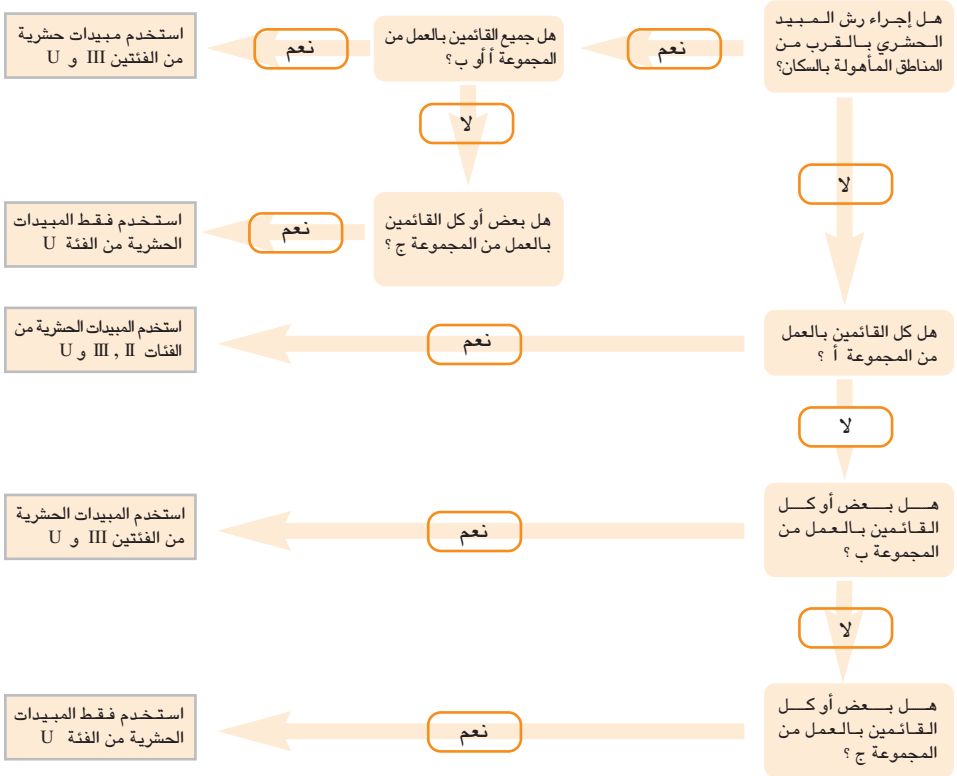 هل إجراء رش المبيد
الحشري بالقرب من
المناطق المأهولة بالسكان؟
نعم
هل جميع القائمين بالعمل من
المجموعة أ أو ب ؟
نعم
استخدم مبيدات حشرية
من الفئتين III و U
لا
هل بعض أو كل القائمين
بالعمل من المجموعة ج ؟
نعم
استخدم فقط المبيدات
الحشرية من الفئة U
لا
هل كل القائمين بالعمل
من المجموعة أ ؟
نعم
استخدم المبيدات الحشرية من
الفئات II , III و U
لا
هل بعض أو كل
القائمين بالعمل من
المجموعة ب ؟
نعم
استخدم المبيدات الحشرية
من الفئتين III و U
لا
هل بعض أو كل
القائمين بالعمل من
المجموعة ج ؟
نعم
استخدم فقط المبيدات
الحشرية من الفئة U